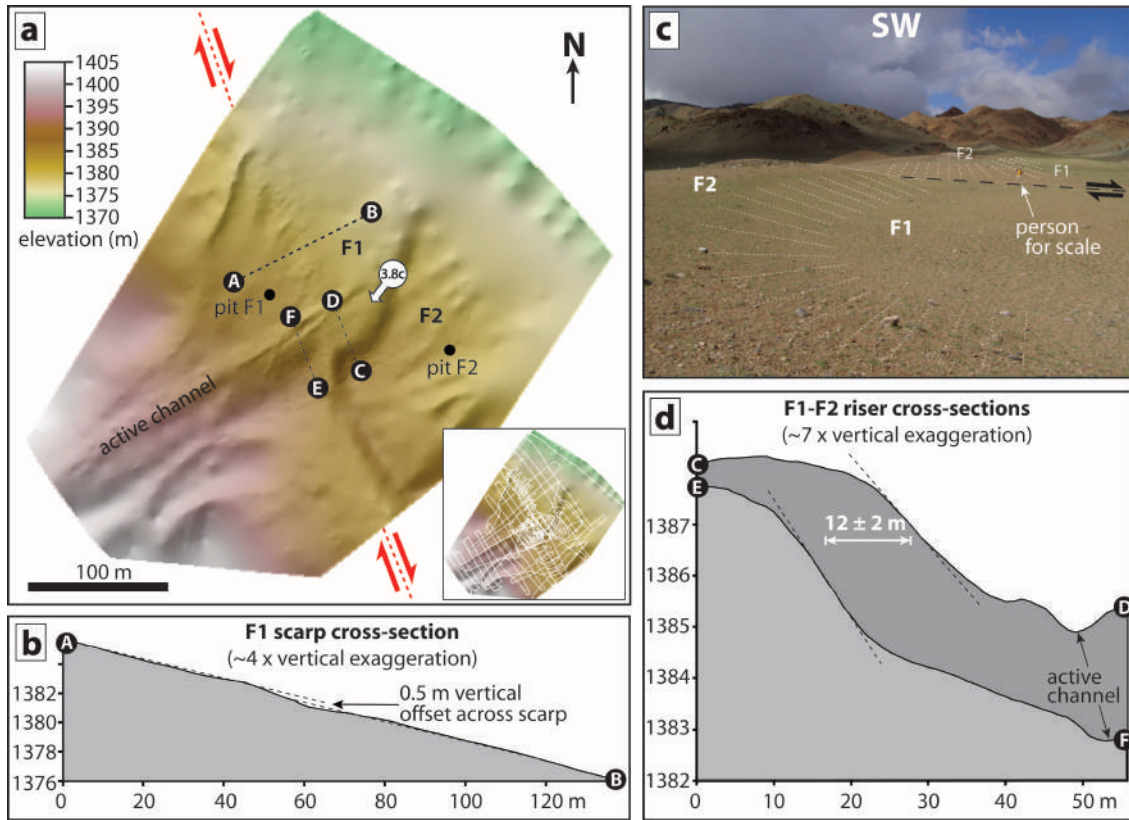 a
N
1405
1400
1395
1390
1385
1380
1375
1370
elevation (m)
B
F1
A
3.8c
pit F1
D
F
F2
pit F2
C
E
active channel
100 m
b
F1 scarp cross-section
(~4 x vertical exaggeration)
A
0.5 m vertical
offset across scarp
1382
1380
1378
1376
B
0
20
40
60
80
100
120 m
c
SW
F2
F1
F2
F1
person
for scale
d
F1-F2 riser cross-sections
(~7 x vertical exaggeration)
C
E
12 ± 2 m
1387
1386
1385
1384
1383
1382
D
active
channel
F
0
10
20
30
40
50 m